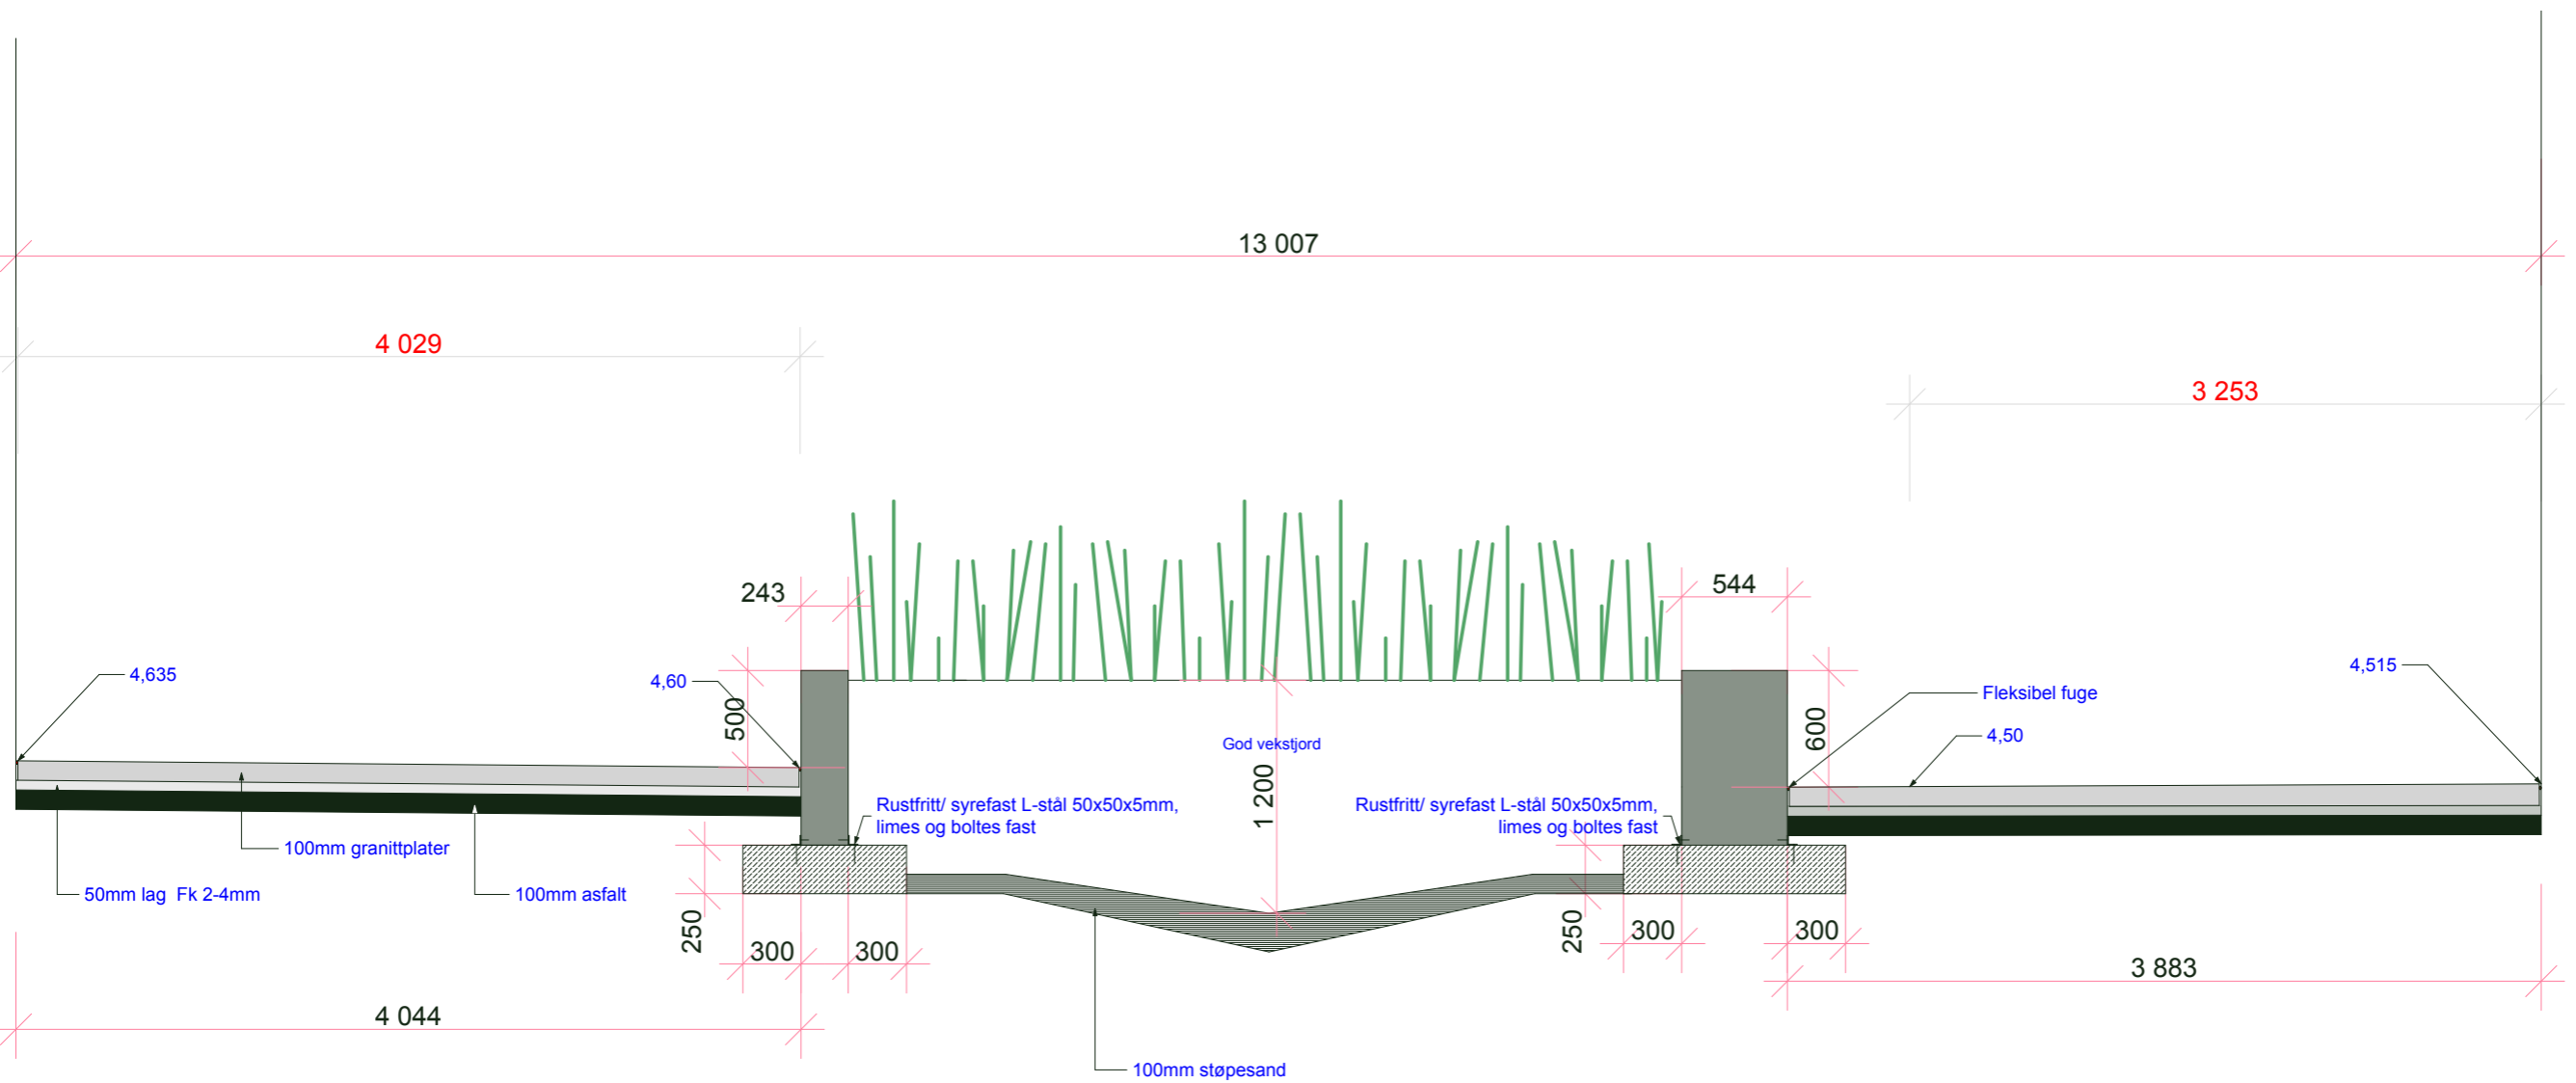 13 007
4 029
3 253
243
544
4,635
4,60
500
4,515
Fleksibel fuge
600
4,50
God vekstjord
1 200
Rustfritt/ syrefast L-stål 50x50x5mm,
limes og boltes fast
Rustfritt/ syrefast L-stål 50x50x5mm,
limes og boltes fast
100mm granittplater
50mm lag  Fk 2-4mm
100mm asfalt
250
300
300
250
300
300
3 883
4 044
100mm støpesand